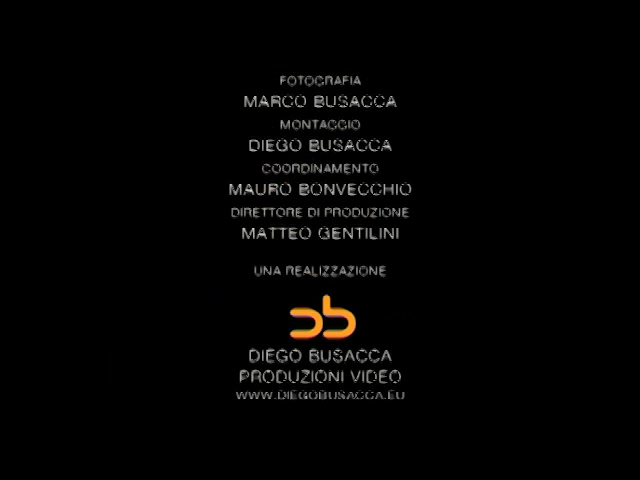 FOTOGRAFIA
MARCO BUSACCA
MONTAGGIO
DIEGO BUSACCA
COORDINAMENTO
MAURO BONVECCHIO
DIRETTORE DI PRODUZIONE
MATTEO GENTILINI
UNA REALIZZAZIONE
DIEGO BUSACCA
PRODUZIONI VIDEO
WWW.DIEGOBUSACCA.EU